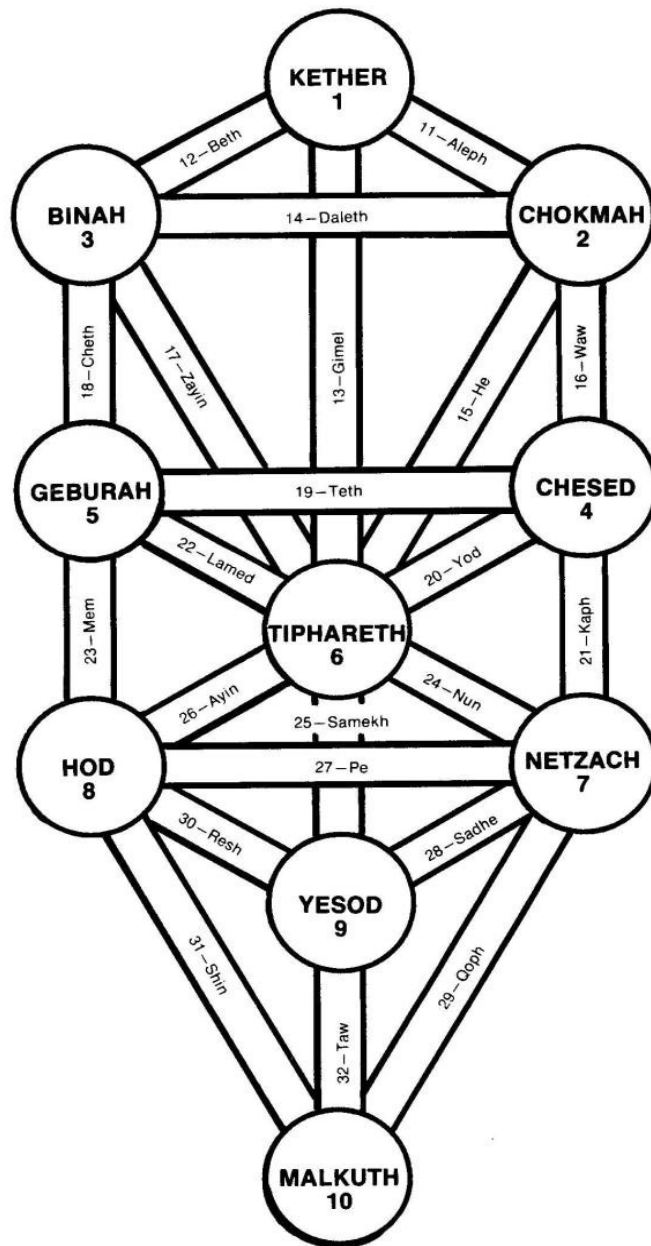 KETHER
1
12–Beth
11–Aleph
BINAH
3
14–Daleth
CHOKMAH
2
18–Cheth
17–Zayin
13–Gimel
15–He
16–Waw
GEBURAH
5
19–Teth
CHESED
4
22–Lamed
20–Yod
TIPHARETH
6
23–Mem
21–Kaph
26–Ayin
24–Nun
25–Samekh
HOD
8
27–Pe
NETZACH
7
30–Resh
28–Sadhe
YESOD
9
31–Shin
29–Qoph
32–Taw
MALKUTH
10